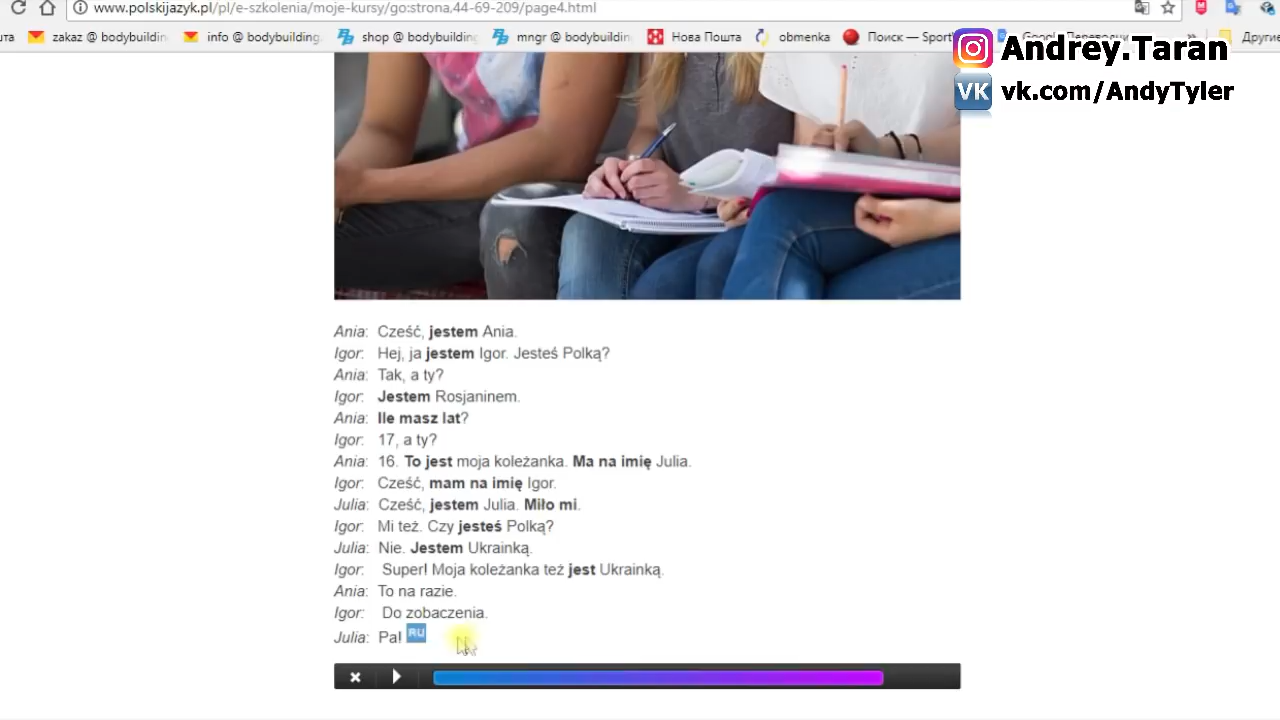 www.polskijazyk.pl/pl/e-szkolenia/moje-kursy/go:strona,44-69-209/page4.html
zakaz @ bodybuildin
info @ bodybuilding.
shop @ bodybuilding
mngr @ bodybuildin
Нова Пошта
obmenka
Поиск — Sport
Другие
Andrey.Taran
VK vk.com/AndyTyler
Ania: Cześć, jestem Ania.
Igor: Hej, ja jestem Igor. Jesteś Polką?
Ania: Tak, a ty?
Igor: Jestem Rosjaninem.
Ania: Ile masz lat?
Igor: 17, a ty?
Ania: 16. To jest moja koleżanka. Ma na imię Julia.
Igor: Cześć, mam na imię Igor.
Julia: Cześć, jestem Julia. Miło mi.
Igor: Mi też. Czy jesteś Polką?
Julia: Nie. Jestem Ukrainką.
Igor: Super! Moja koleżanka też jest Ukrainką.
Ania: To na razie.
Igor: Do zobaczenia.
Julia: Pa! RU